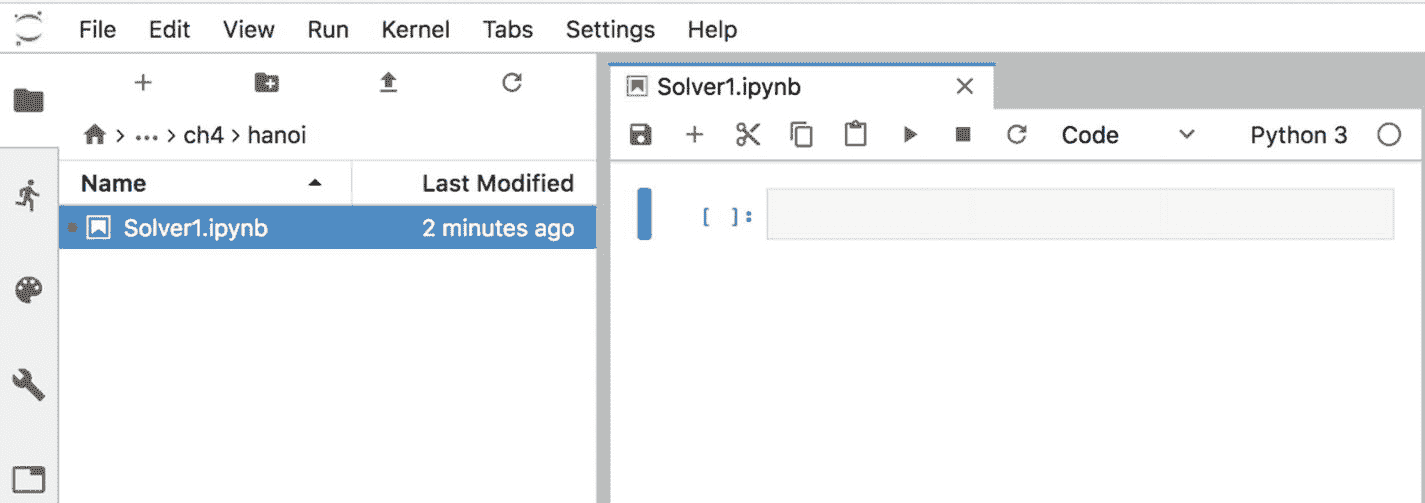 File Edit View Run Kernel Tabs Settings Help
Solver1.ipynb
> ... > ch4 > hanoi
Code Python 3
Name Last Modified
Solver1.ipynb 2 minutes ago
[ ]: